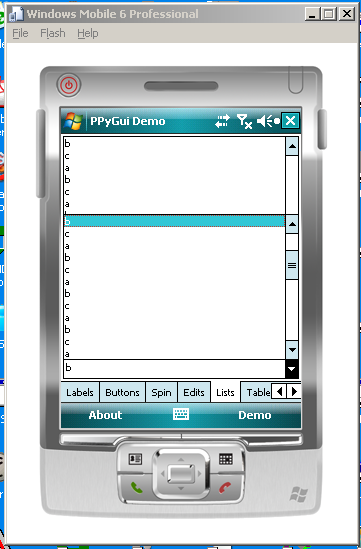 Windows Mobile 6 Professional
File Flash Help
PPyGui Demo
b
c
a
b
c
a
b
b
c
a
b
c
a
b
c
a
b
c
a
b
Labels Buttons Spin Edits Lists Table
About Demo